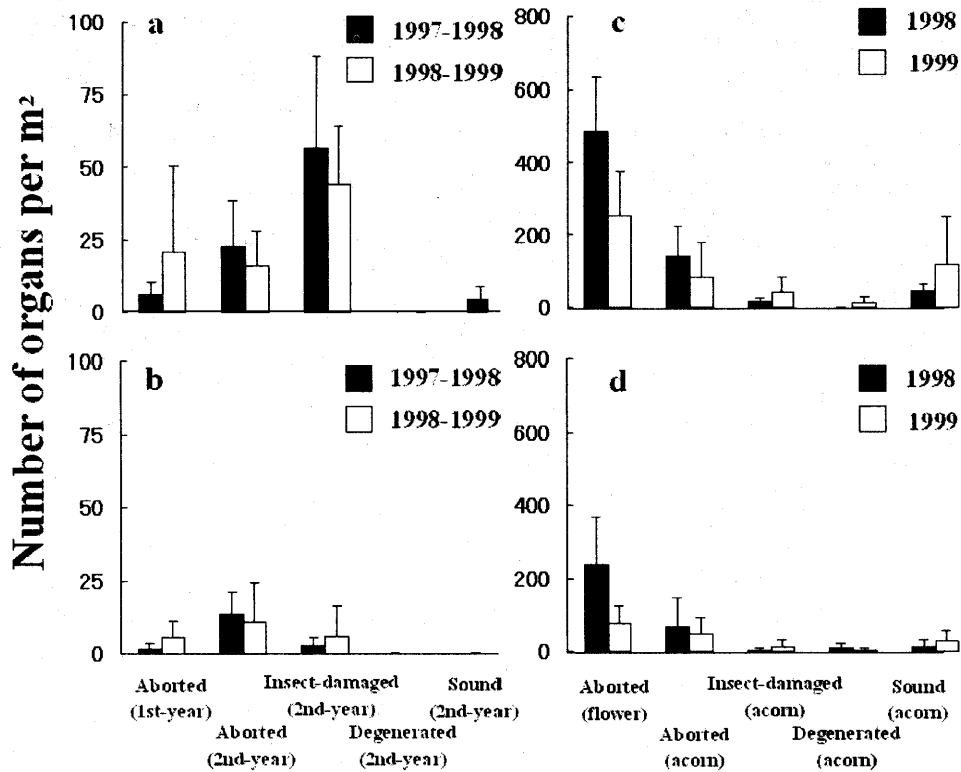 Number of organs per m²
a
1997-1998
1998-1999
100
75
50
25
0
c
1998
1999
800
600
400
200
0
b
1997-1998
1998-1999
100
75
50
25
0
d
1998
1999
800
600
400
200
0
Aborted
(1st-year)
Aborted
(2nd-year)
Insect-damaged
(2nd-year)
Degenerated
(2nd-year)
Sound
(2nd-year)
Aborted
(flower)
Aborted
(acorn)
Insect-damaged
(acorn)
Degenerated
(acorn)
Sound
(acorn)